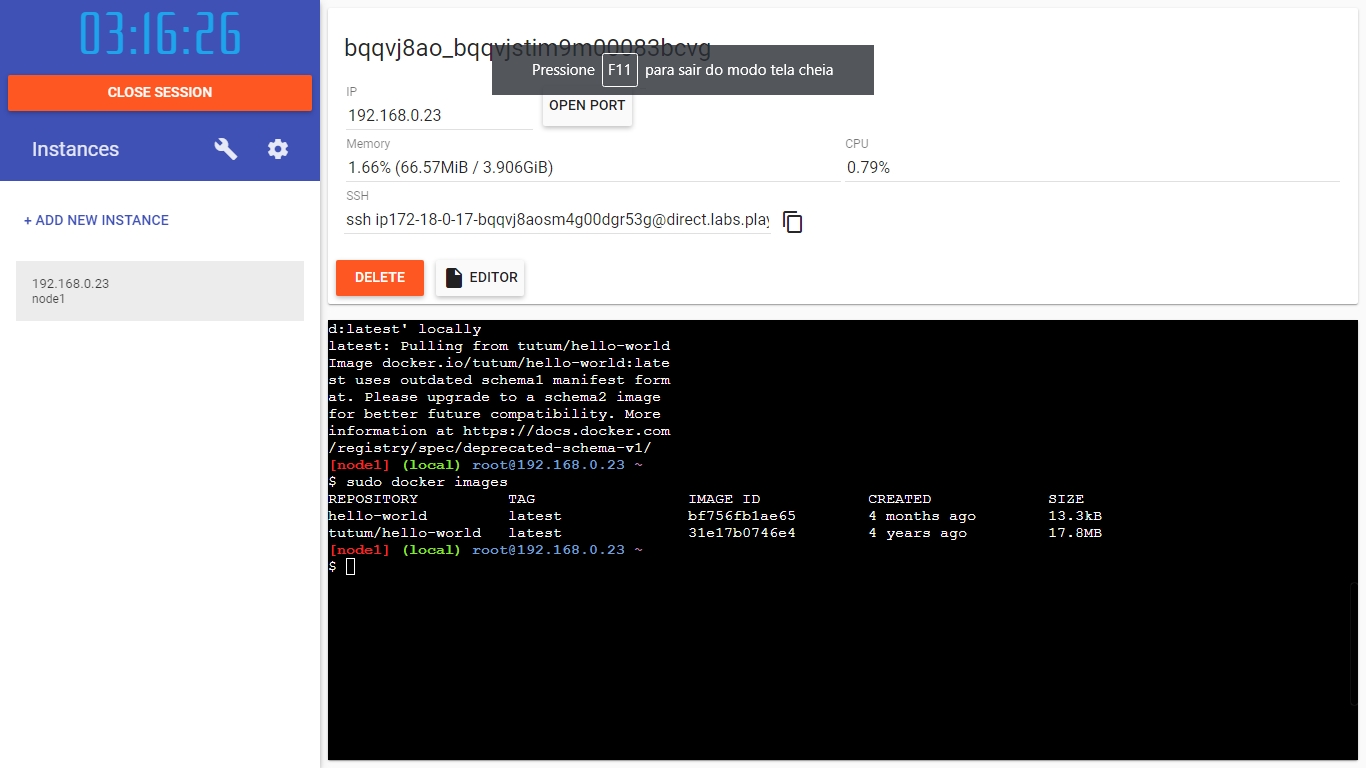 03:16:26
CLOSE SESSION
Instances
+ ADD NEW INSTANCE
192.168.0.23
node1
bqqvj8ao_bqqvjstim9m00083bcvg
Pressione F11 para sair do modo tela cheia
IP
192.168.0.23
OPEN PORT
Memory
1.66% (66.57MiB / 3.906GiB)
CPU
0.79%
SSH
ssh ip172-18-0-17-bqqvj8aosm4g00dgr53g@direct.labs.play
DELETE
EDITOR
d:latest' locally
latest: Pulling from tutum/hello-world
Image docker.io/tutum/hello-world:late
st uses outdated schema1 manifest form
at. Please upgrade to a schema2 image
for better future compatibility. More
information at https://docs.docker.com
/registry/spec/deprecated-schema-v1/
[node1] (local) root@192.168.0.23 ~
$ sudo docker images
REPOSITORY TAG IMAGE ID CREATED SIZE
hello-world latest bf756fb1ae65 4 months ago 13.3kB
tutum/hello-world latest 31e17b0746e4 4 years ago 17.8MB
[node1] (local) root@192.168.0.23 ~
$